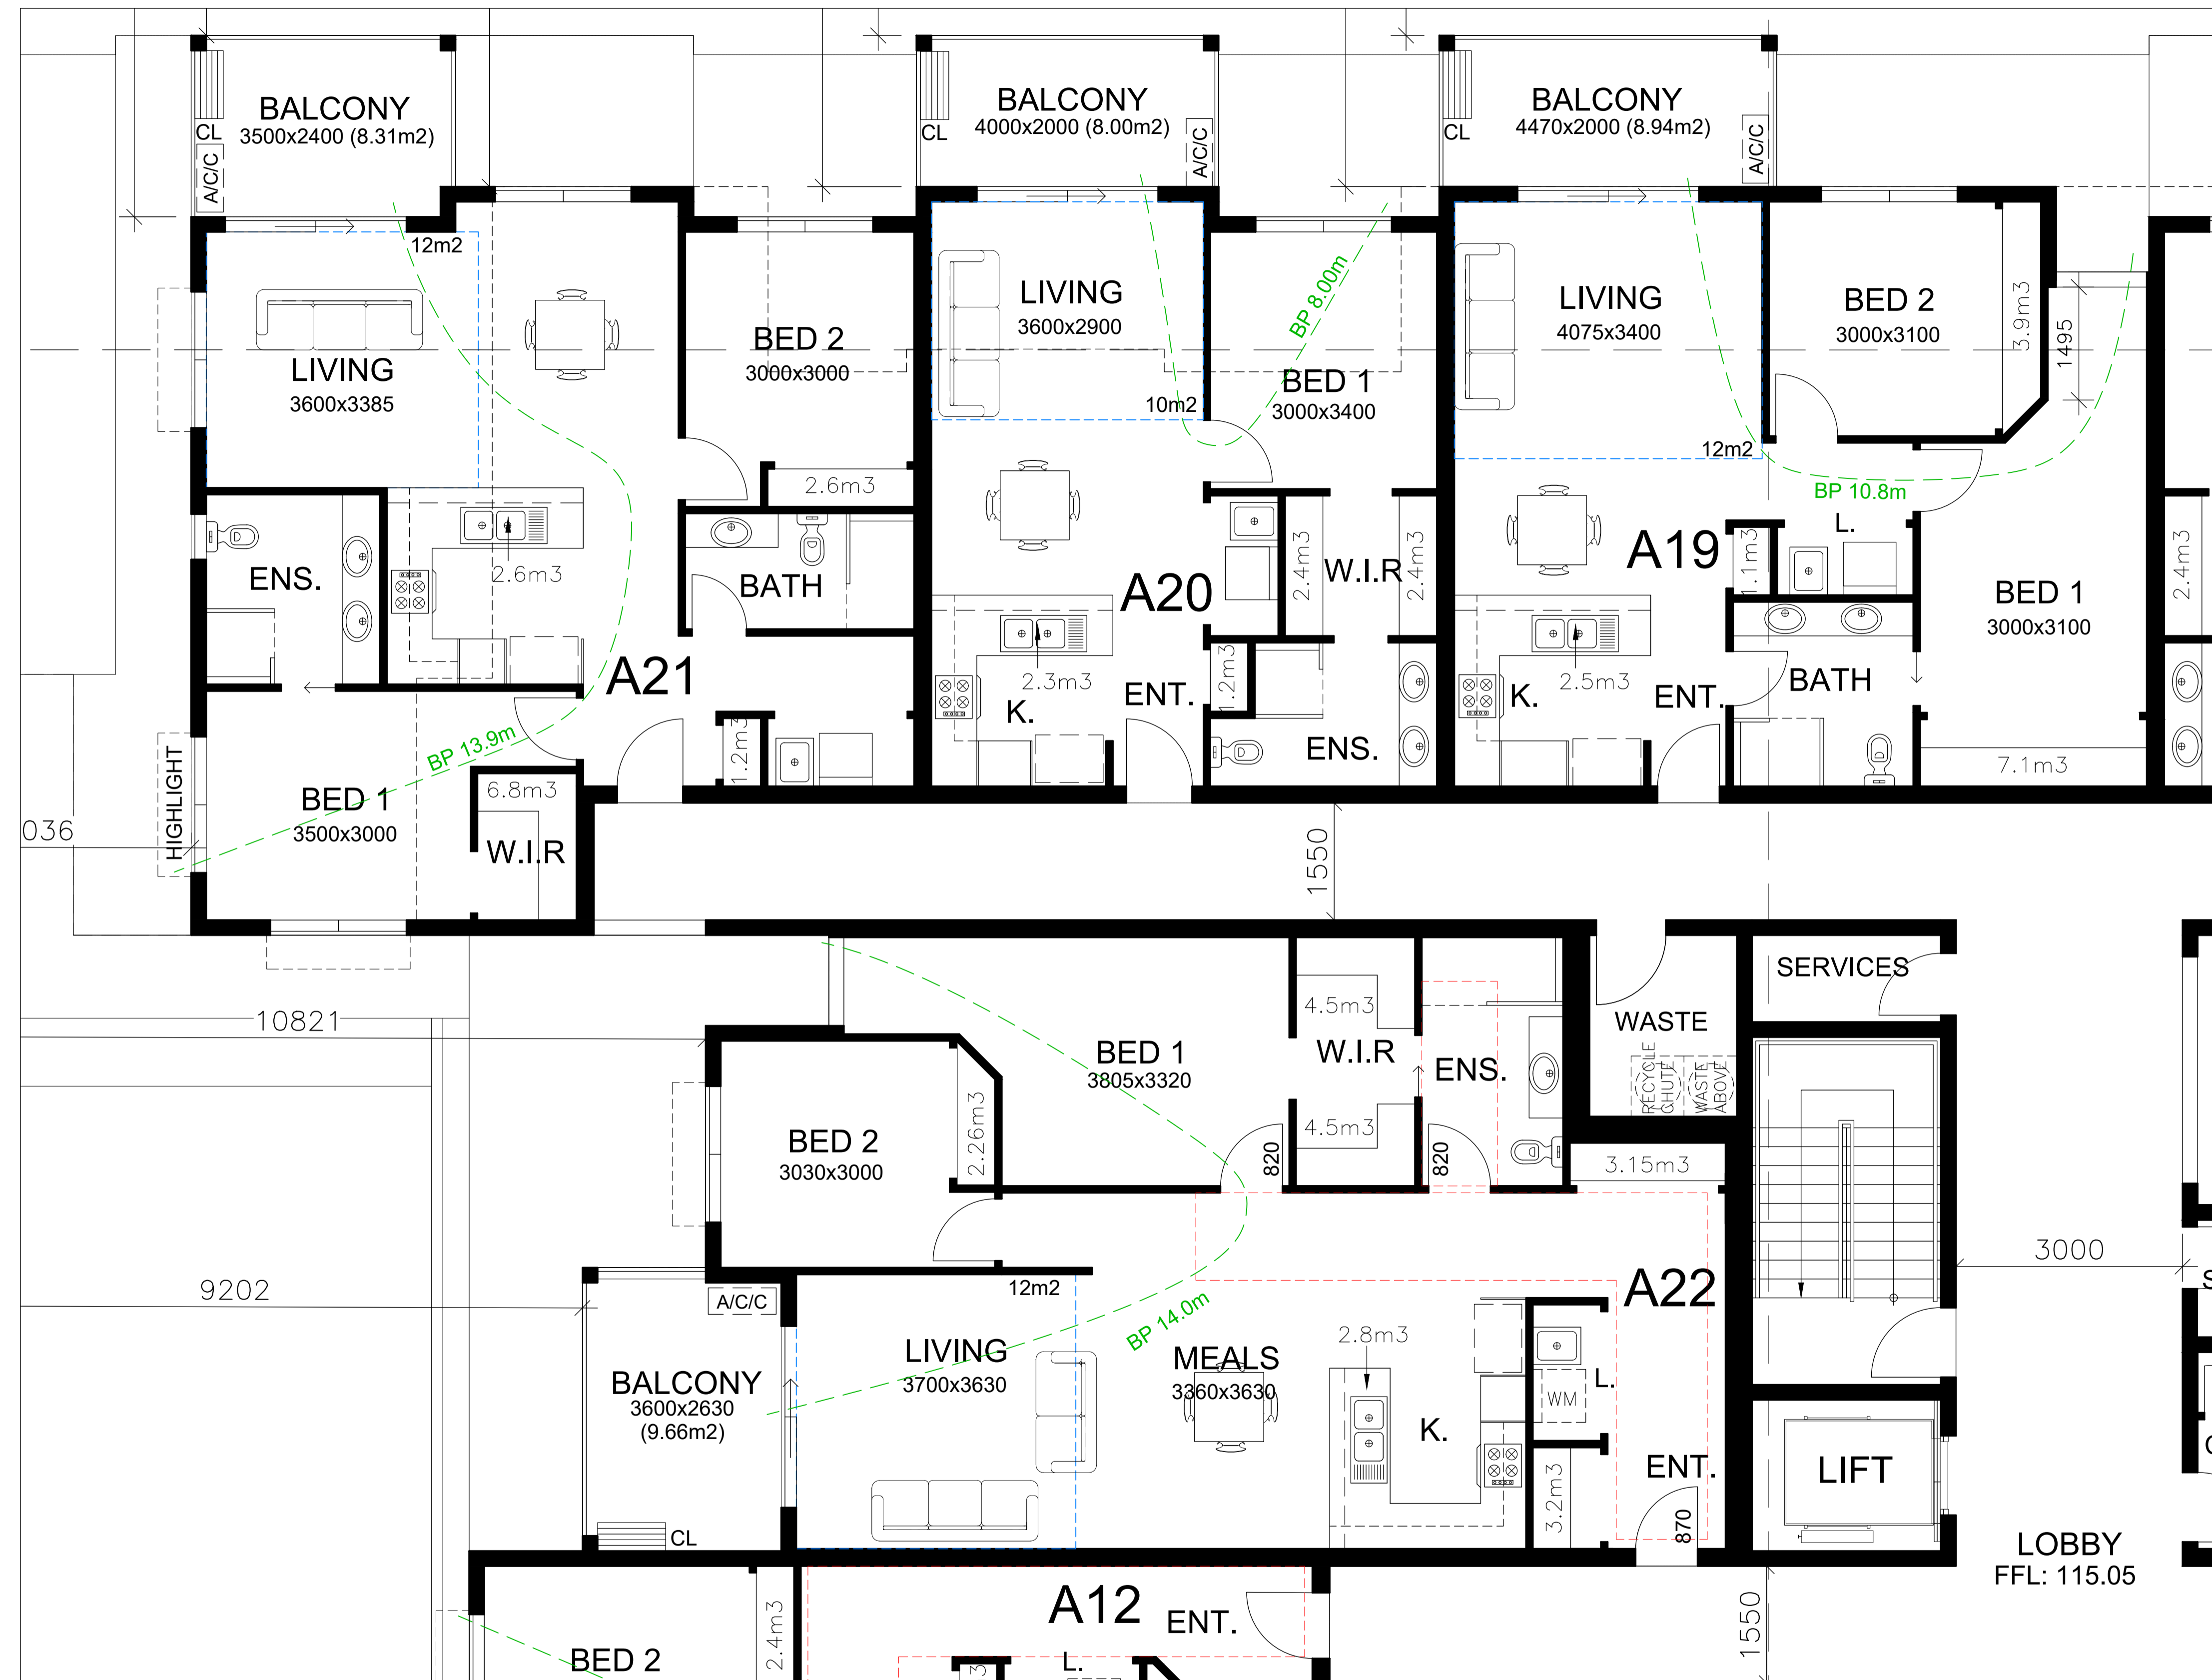 BALCONY
3500x2400 (8.31m2)
CL
A/C/C
BALCONY
4000x2000 (8.00m2)
CL
A/C/C
BALCONY
4470x2000 (8.94m2)
CL
A/C/C
12m2
LIVING
3600x3385
BED 2
3000x3000
2.6m3
ENS.
2.6m3
BATH
A21
1.2m3
BP 13.9m
HIGHLIGHT
BED 1
3500x3000
6.8m3
W.I.R
036
LIVING
3600x2900
10m2
BP 8.00m
BED 1
3000x3400
A20
2.4m3
W.I.R
2.4m3
2.3m3
K.
ENT.
1.2m3
ENS.
LIVING
4075x3400
12m2
BED 2
3000x3100
3.9m3
1495
BP 10.8m
L.
A19
1.1m3
BED 1
3000x3100
2.5m3
K.
ENT.
BATH
7.1m3
2.4m3
1550
10821
BED 1
3805x3320
4.5m3
W.I.R
4.5m3
ENS.
820
820
WASTE
RECYCLE
CHUTE
WASTE
ABOVE
SERVICES
BED 2
3030x3000
2.26m3
3.15m3
A22
3000
9202
A/C/C
BALCONY
3600x2630
(9.66m2)
CL
12m2
LIVING
3700x3630
BP 14.0m
MEALS
3360x3630
2.8m3
K.
L.
WM
3.2m3
ENT.
870
LIFT
LOBBY
FFL: 115.05
1550
A12
ENT.
BED 2
2.4m3
L.